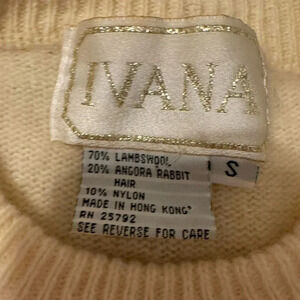 IVANA
70% LAMBSWOOL
20% ANGORA RABBIT
HAIR
10% NYLON
MADE IN HONG KONG
RN 25792
SEE REVERSE FOR CARE
S